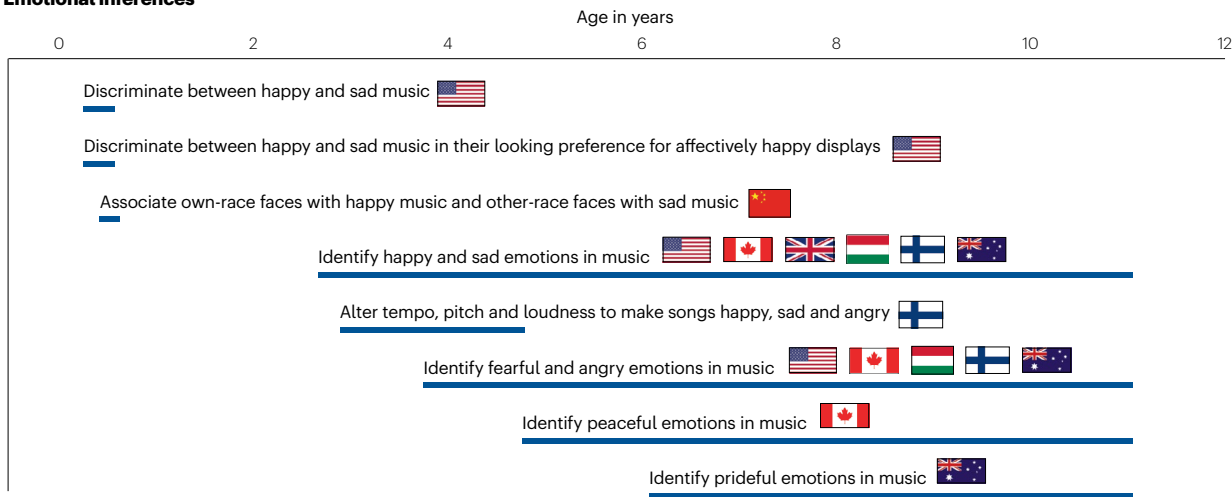 Emotional inferences
Age in years
0 2 4 6 8 10 12
Discriminate between happy and sad music
Discriminate between happy and sad music in their looking preference for affectively happy displays
Associate own-race faces with happy music and other-race faces with sad music
Identify happy and sad emotions in music
Alter tempo, pitch and loudness to make songs happy, sad and angry
Identify fearful and angry emotions in music
Identify peaceful emotions in music
Identify prideful emotions in music